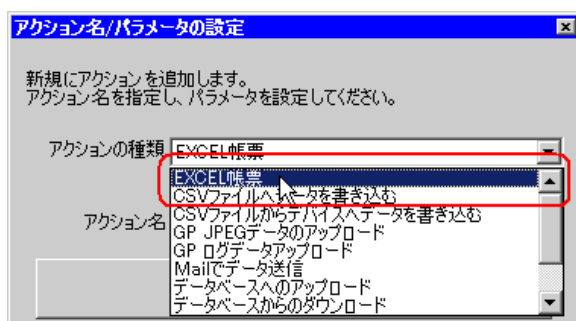 アクション名/パラメータの設定
新規にアクションを追加します。
アクション名を指定し、パラメータを設定してください。
アクションの種類 EXCEL帳票
EXCEL帳票
CSVファイルへデータを書き込む
アクション名
CSVファイルからデバイスへデータを書き込む
GP JPEGデータのアップロード
GP ログデータアップロード
Mailでデータ送信
データベースへのアップロード
データベースからのダウンロード